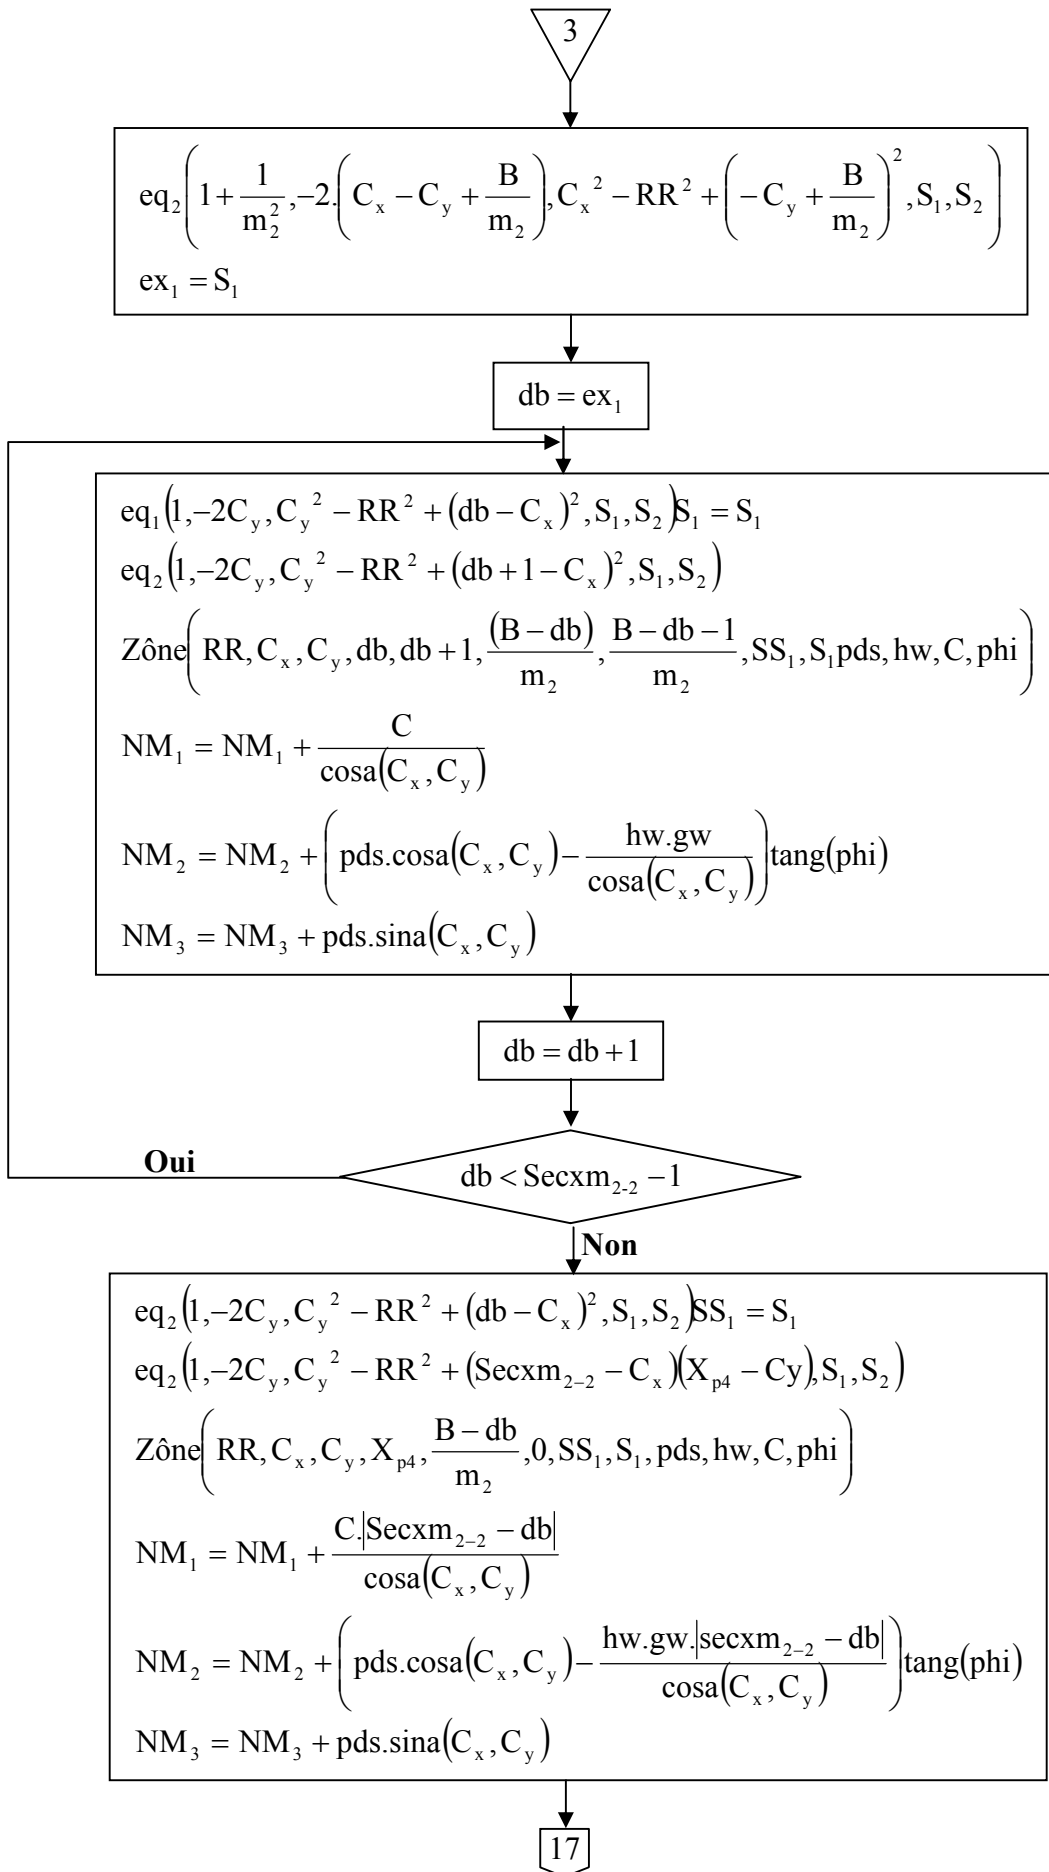 3
eq₂(1 + 1/m₂², −2.(Cₓ − C_y + B/m₂), Cₓ² − RR² + (−C_y + B/m₂)², S₁, S₂)
ex₁ = S₁
db = ex₁
eq₁(1, −2C_y, C_y² − RR² + (db − Cₓ)², S₁, S₂)S₁ = S₁
eq₂(1, −2C_y, C_y² − RR² + (db + 1 − Cₓ)², S₁, S₂)
Zône(RR, Cₓ, C_y, db, db + 1, (B − db)/m₂, B − db − 1/m₂, SS₁, S₁pds, hw, C, phi)
NM₁ = NM₁ + C/cosa(Cₓ, C_y)
NM₂ = NM₂ + (pds.cosa(Cₓ, C_y) − hw.gw/cosa(Cₓ, C_y))tang(phi)
NM₃ = NM₃ + pds.sina(Cₓ, C_y)
db = db + 1
Oui
db < Secxm₂₋₂ − 1
Non
eq₂(1, −2C_y, C_y² − RR² + (db − Cₓ)², S₁, S₂)SS₁ = S₁
eq₂(1, −2C_y, C_y² − RR² + (Secxm₂₋₂ − Cₓ)(X_p4 − Cy), S₁, S₂)
Zône(RR, Cₓ, C_y, X_p4, B − db/m₂, 0, SS₁, S₁, pds, hw, C, phi)
NM₁ = NM₁ + C.|Secxm₂₋₂ − db|/cosa(Cₓ, C_y)
NM₂ = NM₂ + (pds.cosa(Cₓ, C_y) − hw.gw.|secxm₂₋₂ − db|/cosa(Cₓ, C_y))tang(phi)
NM₃ = NM₃ + pds.sina(Cₓ, C_y)
17